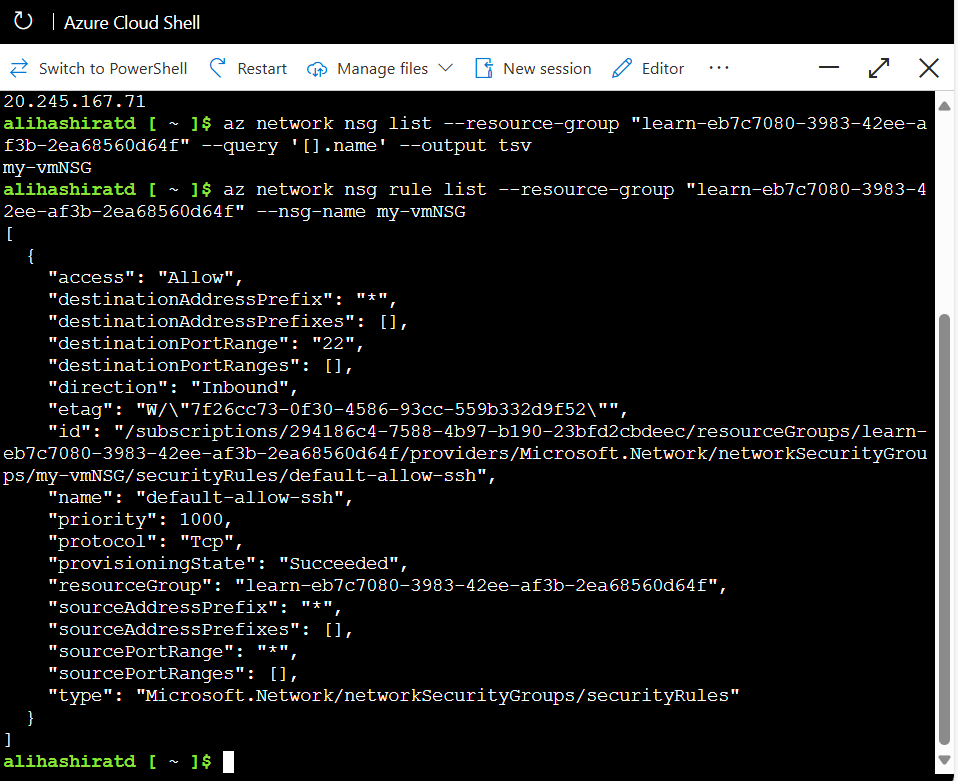 Azure Cloud Shell
Switch to PowerShell Restart Manage files New session Editor ...
20.245.167.71
alihashiratd [ ~ ]$ az network nsg list --resource-group "learn-eb7c7080-3983-42ee-a
f3b-2ea68560d64f" --query '[].name' --output tsv
my-vmNSG
alihashiratd [ ~ ]$ az network nsg rule list --resource-group "learn-eb7c7080-3983-4
2ee-af3b-2ea68560d64f" --nsg-name my-vmNSG
[
  {
    "access": "Allow",
    "destinationAddressPrefix": "*",
    "destinationAddressPrefixes": [],
    "destinationPortRange": "22",
    "destinationPortRanges": [],
    "direction": "Inbound",
    "etag": "W/\"7f26cc73-0f30-4586-93cc-559b332d9f52\"",
    "id": "/subscriptions/294186c4-7588-4b97-b190-23bfd2cbdeec/resourceGroups/learn-
eb7c7080-3983-42ee-af3b-2ea68560d64f/providers/Microsoft.Network/networkSecurityGrou
ps/my-vmNSG/securityRules/default-allow-ssh",
    "name": "default-allow-ssh",
    "priority": 1000,
    "protocol": "Tcp",
    "provisioningState": "Succeeded",
    "resourceGroup": "learn-eb7c7080-3983-42ee-af3b-2ea68560d64f",
    "sourceAddressPrefix": "*",
    "sourceAddressPrefixes": [],
    "sourcePortRange": "*",
    "sourcePortRanges": [],
    "type": "Microsoft.Network/networkSecurityGroups/securityRules"
  }
]
alihashiratd [ ~ ]$